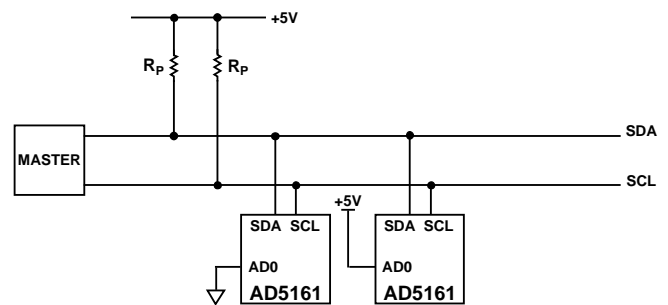 +5V
RP RP
SDA
MASTER
SCL
+5V
SDA SCL SDA SCL
AD0 AD0
AD5161 AD5161